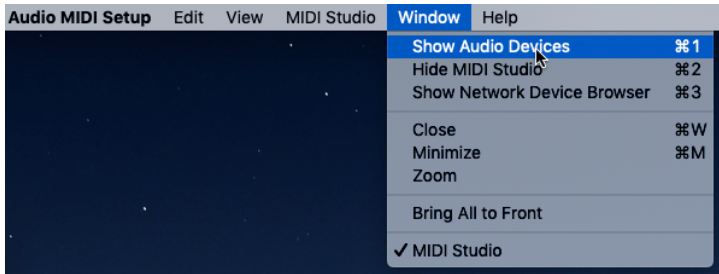 Audio MIDI Setup Edit View MIDI Studio Window Help
Show Audio Devices ⌘1
Hide MIDI Studio ⌘2
Show Network Device Browser ⌘3
Close ⌘W
Minimize ⌘M
Zoom
Bring All to Front
✓ MIDI Studio